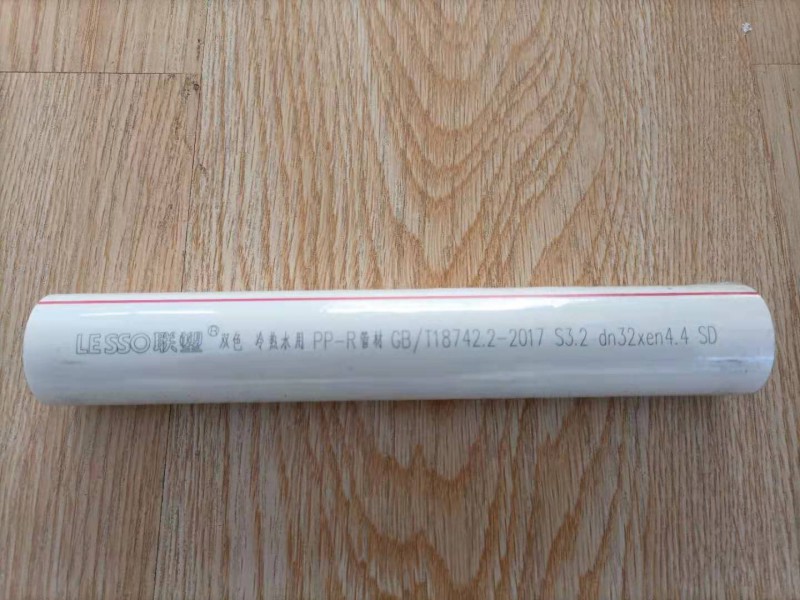 LESSO联塑® 双色 冷热水用 PP-R管材 GB/T18742.2-2017 S3.2 dn32xen4.4 SD